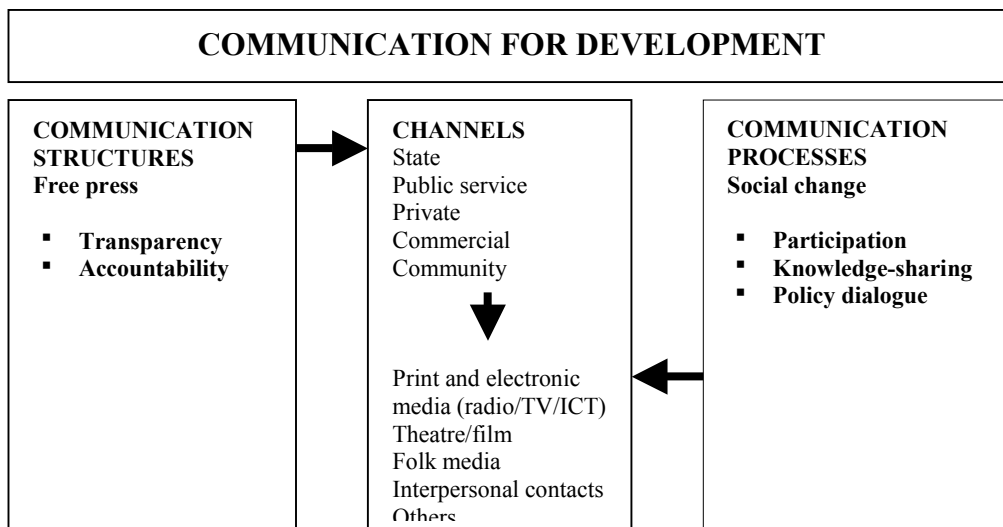 COMMUNICATION FOR DEVELOPMENT
COMMUNICATION
STRUCTURES
Free press
▪ Transparency
▪ Accountability
CHANNELS
State
Public service
Private
Commercial
Community
Print and electronic
media (radio/TV/ICT)
Theatre/film
Folk media
Interpersonal contacts
Others
COMMUNICATION
PROCESSES
Social change
▪ Participation
▪ Knowledge-sharing
▪ Policy dialogue